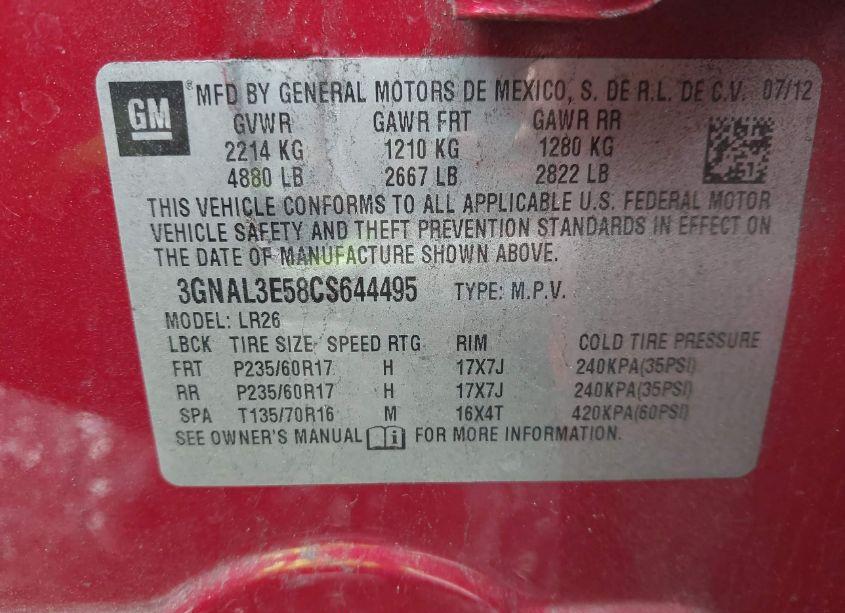 GM ® MFD BY GENERAL MOTORS DE MEXICO, S. DE R.L. DE C.V. 07/12
GVWR GAWR FRT GAWR RR
2214 KG 1210 KG 1280 KG
4880 LB 2667 LB 2822 LB
THIS VEHICLE CONFORMS TO ALL APPLICABLE U.S. FEDERAL MOTOR
VEHICLE SAFETY AND THEFT PREVENTION STANDARDS IN EFFECT ON
THE DATE OF MANUFACTURE SHOWN ABOVE.
3GNAL3E58CS644495 TYPE: M.P.V.
MODEL: LR26
LBCK TIRE SIZE SPEED RTG RIM COLD TIRE PRESSURE
FRT P235/60R17 H 17X7J 240KPA(35PSI)
RR P235/60R17 H 17X7J 240KPA(35PSI)
SPA T135/70R16 M 16X4T 420KPA(60PSI)
SEE OWNER'S MANUAL FOR MORE INFORMATION.